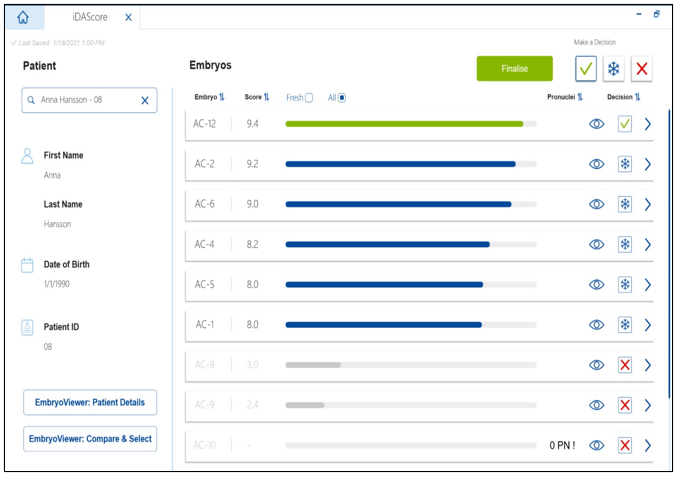 iDAScore X
✓ Last Saved 1/18/2021 1:00 PM
Make a Decision
Patient
Embryos
Finalise
Anna Hansson - 08 X
Embryo Score Fresh All Pronuclei Decision
AC-12 9.4
First Name
Anna
AC-2 9.2
Last Name
Hansson
AC-6 9.0
AC-4 8.2
Date of Birth
1/1/1990
AC-5 8.0
Patient ID
08
AC-1 8.0
AC-8 3.0
EmbryoViewer: Patient Details
AC-9 2.4
EmbryoViewer: Compare & Select
AC-10 - 0 PN !